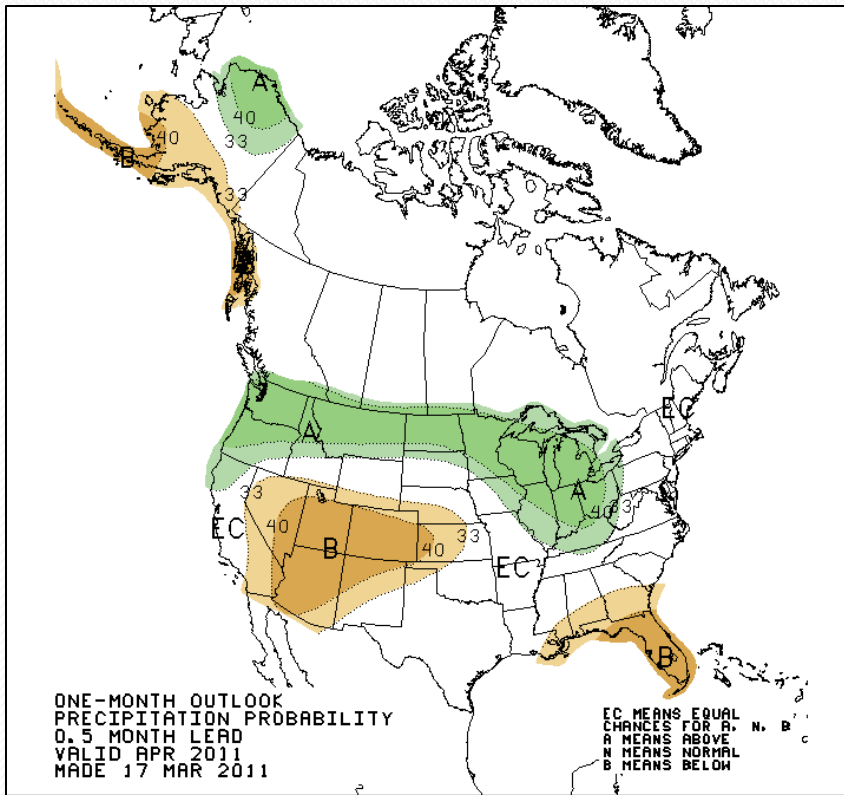 A
40
33
40
B
33
EC
A
33
A
40
33
EC
40
B
33
40
EC
B
ONE-MONTH OUTLOOK
PRECIPITATION PROBABILITY
0.5 MONTH LEAD
VALID APR 2011
MADE 17 MAR 2011
EC MEANS EQUAL
CHANCES FOR A, N, B
A MEANS ABOVE
N MEANS NORMAL
B MEANS BELOW